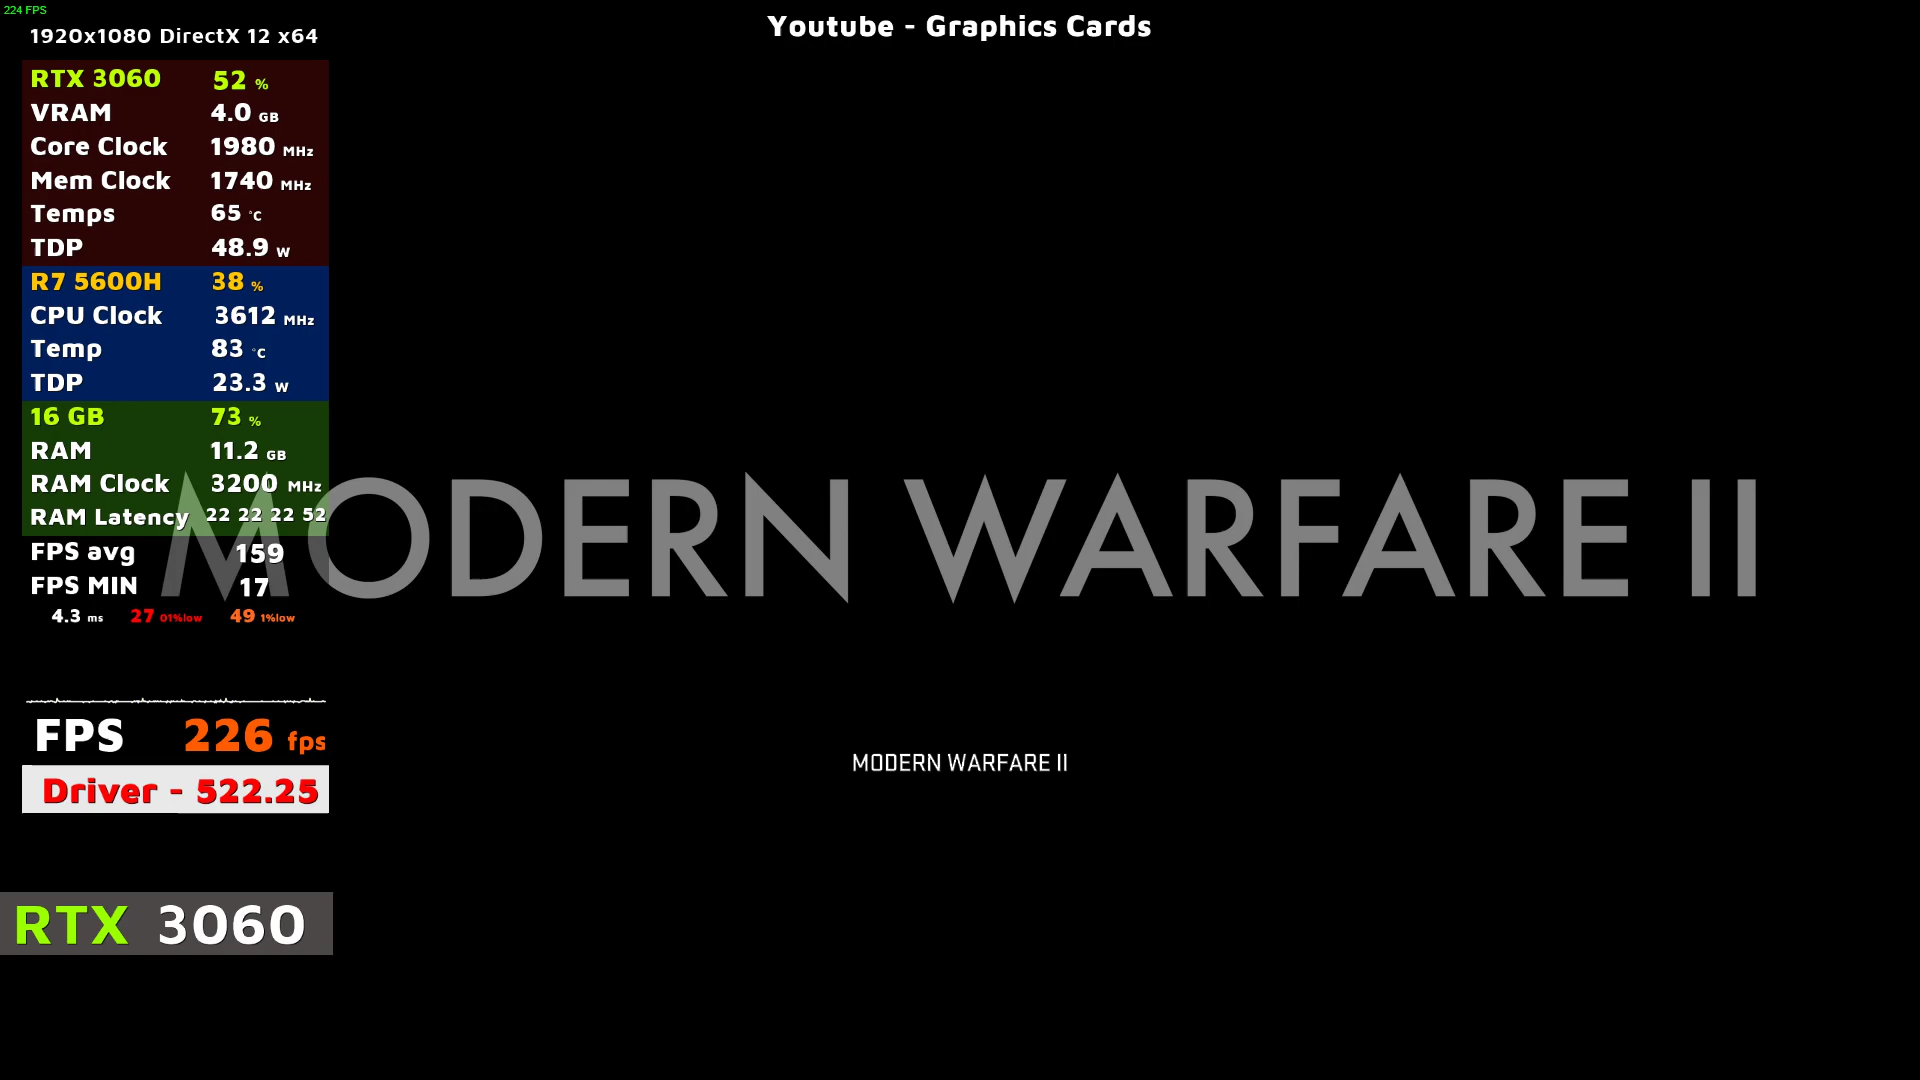 224 FPS
Youtube - Graphics Cards
1920x1080 DirectX 12 x64
RTX 3060 52 %
VRAM 4.0 GB
Core Clock 1980 MHz
Mem Clock 1740 MHz
Temps 65 °C
TDP 48.9 W
R7 5600H 38 %
CPU Clock 3612 MHz
Temp 83 °C
TDP 23.3 W
16 GB 73 %
RAM 11.2 GB
RAM Clock 3200 MHz
RAM Latency 22 22 22 52
MODERN WARFARE II
FPS avg 159
FPS MIN 17
4.3 ms 27 01%low 49 1%low
FPS 226 fps
MODERN WARFARE II
Driver - 522.25
RTX 3060